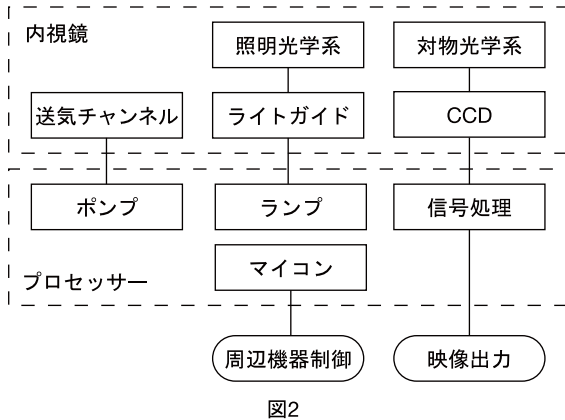 内視鏡
照明光学系
対物光学系
送気チャンネル
ライトガイド
CCD
ポンプ
ランプ
信号処理
マイコン
プロセッサー
周辺機器制御
映像出力
図2